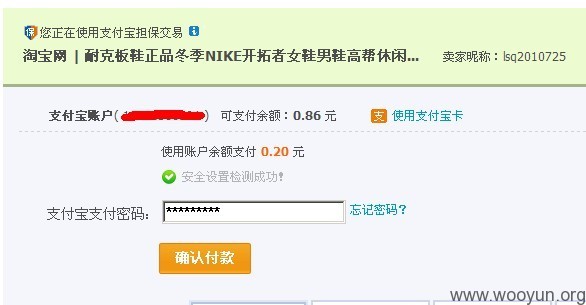 保 您正在使用支付宝担保交易 i
淘宝网 | 耐克板鞋正品冬季NIKE开拓者女鞋男鞋高帮休闲... 卖家昵称：lsq2010725
支付宝账户( ) 可支付余额：0.86 元 支 使用支付宝卡
使用账户余额支付 0.20 元
安全设置检测成功!
支付宝支付密码： ********* 忘记密码?
确认付款
www.wooyun.org